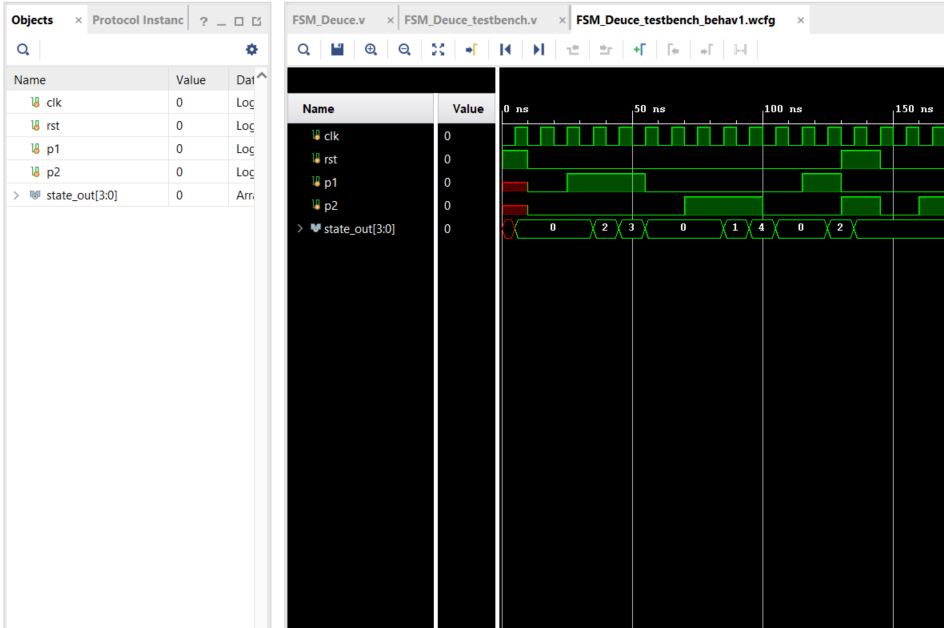 Objects × Protocol Instanc ? _
FSM_Deuce.v × FSM_Deuce_testbench.v × FSM_Deuce_testbench_behav1.wcfg ×
Name Value Dat
clk 0 Log
rst 0 Log
p1 0 Log
p2 0 Log
> state_out[3:0] 0 Arra
Name Value
0 ns 50 ns 100 ns 150 ns
clk 0
rst 0
p1 0
p2 0
> state_out[3:0] 0
0 2 3 0 1 4 0 2